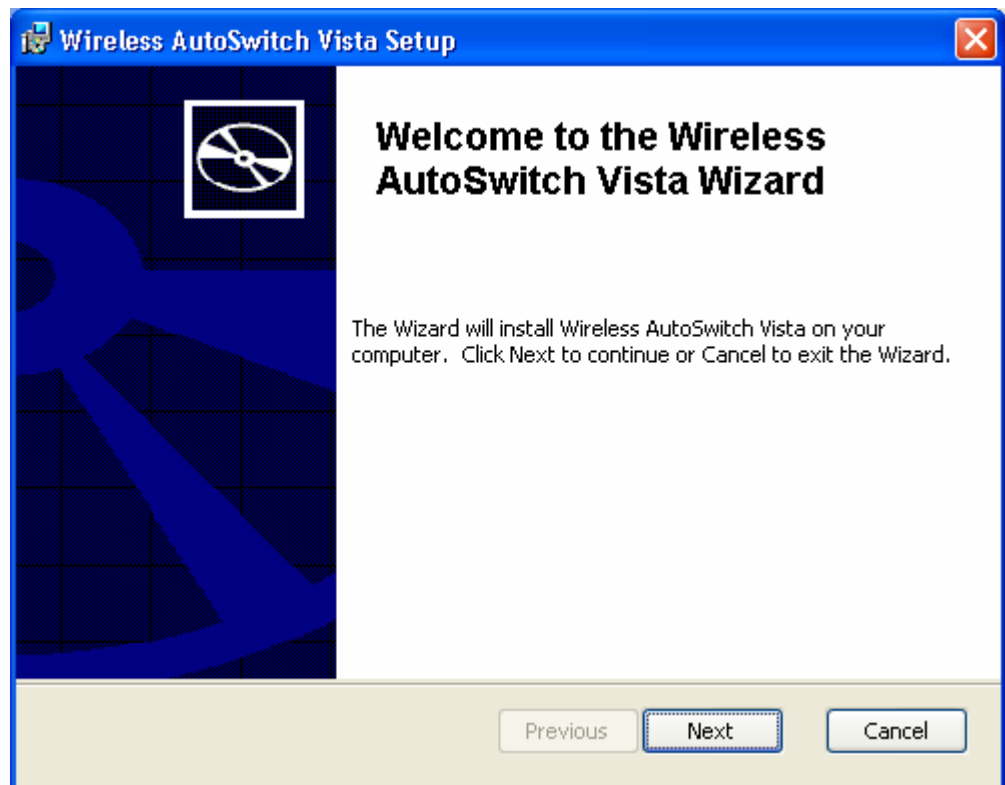 Wireless AutoSwitch Vista Setup
Welcome to the Wireless
AutoSwitch Vista Wizard
The Wizard will install Wireless AutoSwitch Vista on your
computer.  Click Next to continue or Cancel to exit the Wizard.
Previous
Next
Cancel